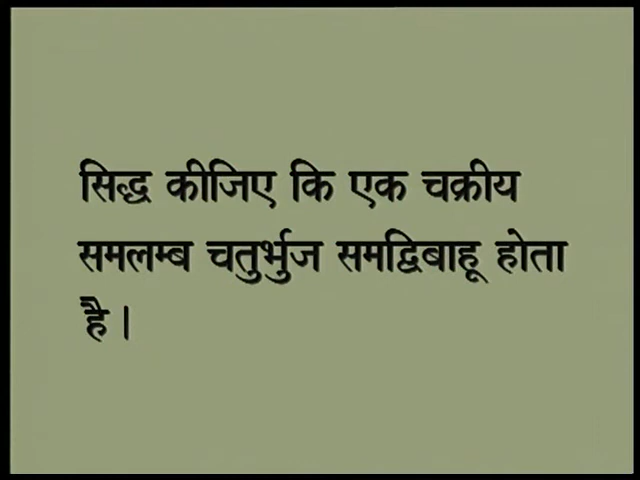 सिद्ध कीजिए कि एक चक्रीय
समलम्ब चतुर्भुज समद्विबाहू होता
है।